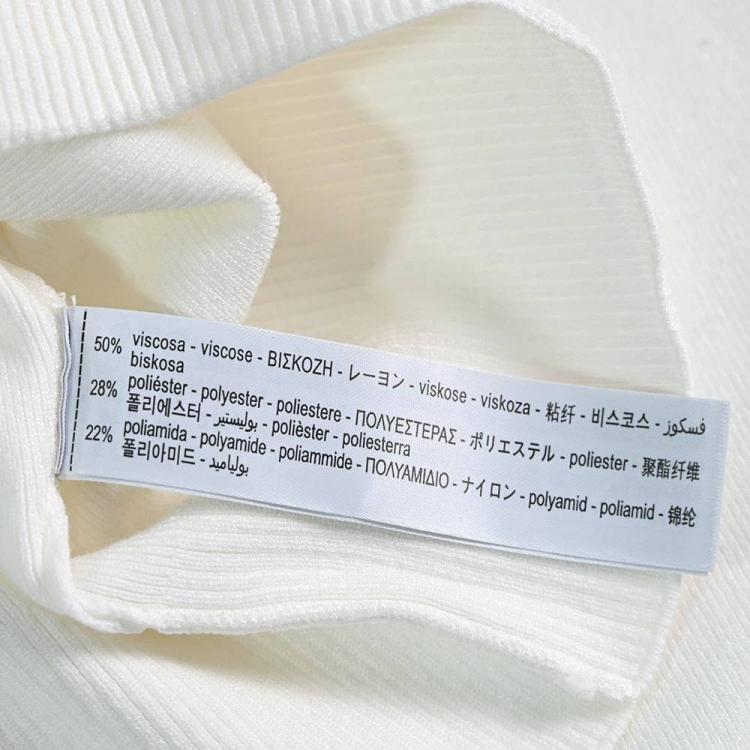 50% viscosa - viscose - ΒΙΣΚΟΖΗ - レーヨン - viskose - viskoza - 粘纤 - 비스코스 - فسكوز
biskosa
28% poliéster - polyester - poliestere - ΠΟΛΥΕΣΤΕΡΑΣ - ポリエステル - poliester - 聚酯纤维
폴리에스터 - بوليستير - polièster - poliesterra
22% poliamida - polyamide - poliammide - ΠΟΛΥΑΜΙΔΙΟ - ナイロン - polyamid - poliamid - 锦纶
폴리아미드 - بولياميد